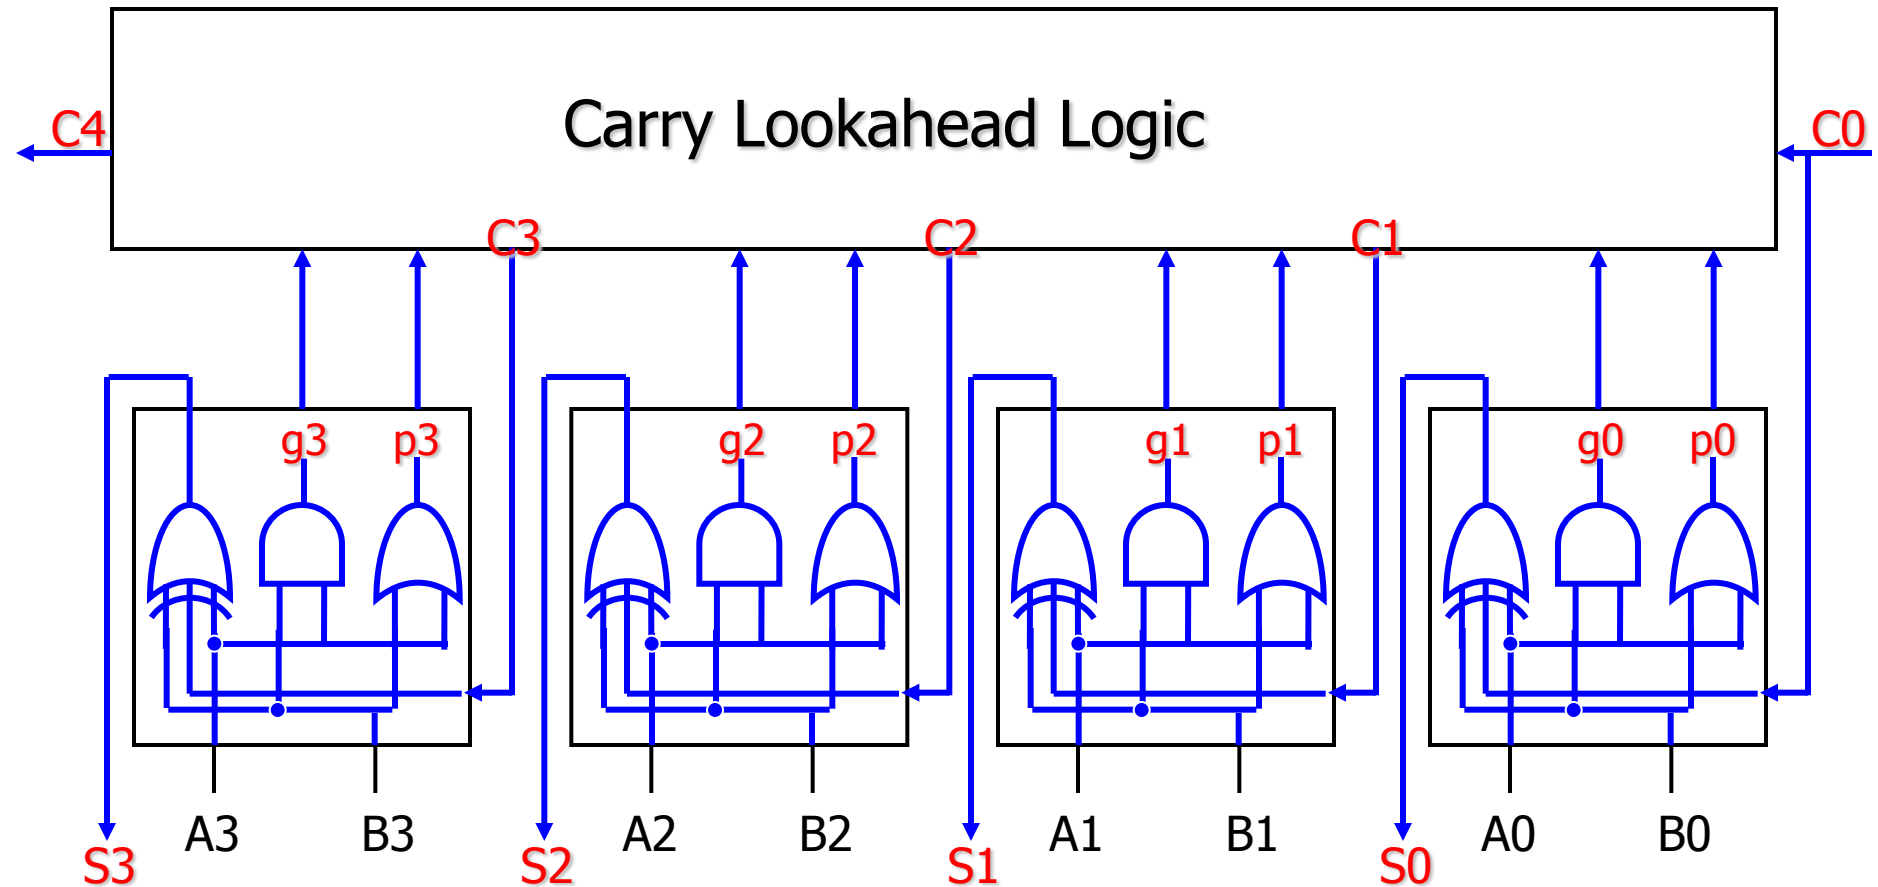 Carry Lookahead Logic
C4
C0
C3
C2
C1
g3 p3 g2 p2 g1 p1 g0 p0
A3 B3 A2 B2 A1 B1 A0 B0
S3 S2 S1 S0